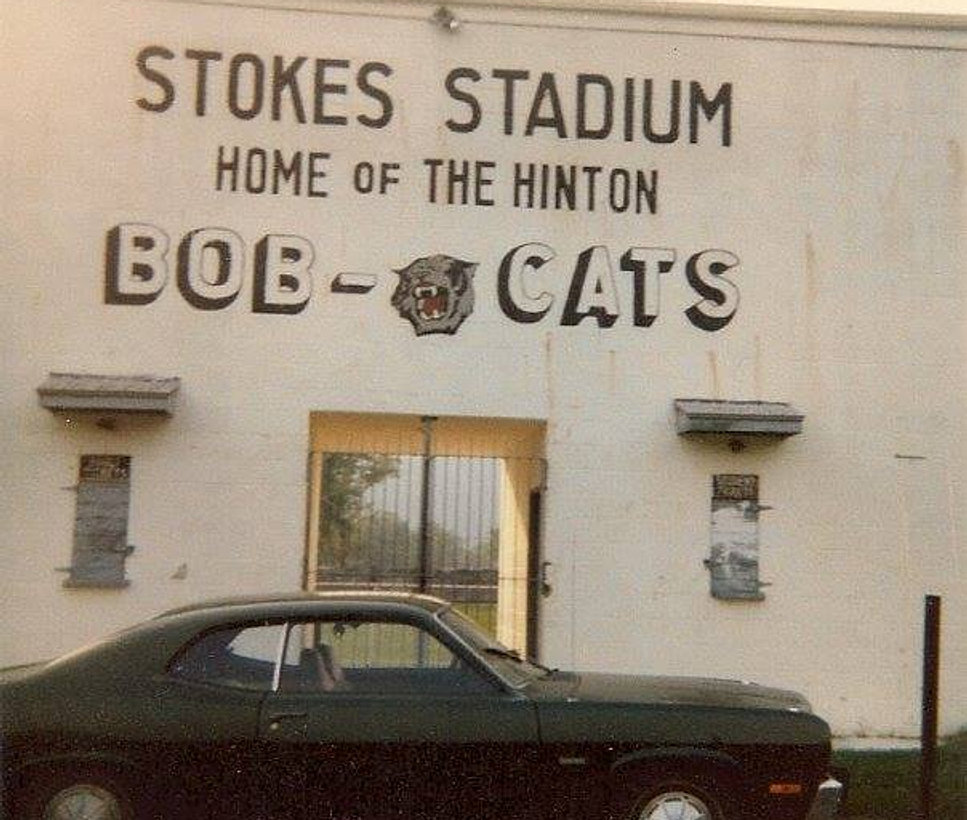 STOKES STADIUM
HOME OF THE HINTON
BOB-CATS